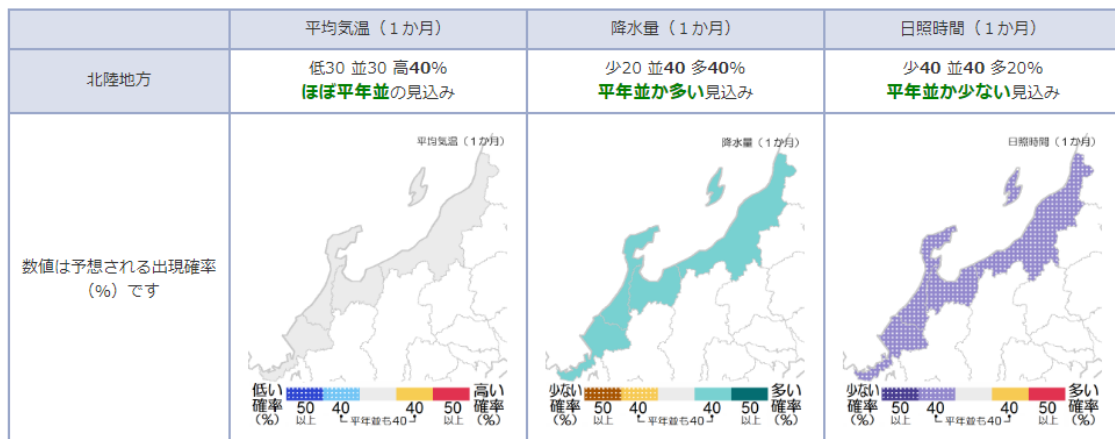 平均気温（１か月）
降水量（１か月）
日照時間（１か月）
北陸地方
低30 並30 高40%
ほぼ平年並の見込み
少20 並40 多40%
平年並か多い見込み
少40 並40 多20%
平年並か少ない見込み
数値は予想される出現確率
（%）です
平均気温（１か月）
低い
確率
(%)
50
以上
40
平年並も40
40
50
以上
高い
確率
(%)
降水量（１か月）
少ない
確率
(%)
50
以上
40
平年並も40
40
50
以上
多い
確率
(%)
日照時間（１か月）
少ない
確率
(%)
50
以上
40
平年並も40
40
50
以上
多い
確率
(%)